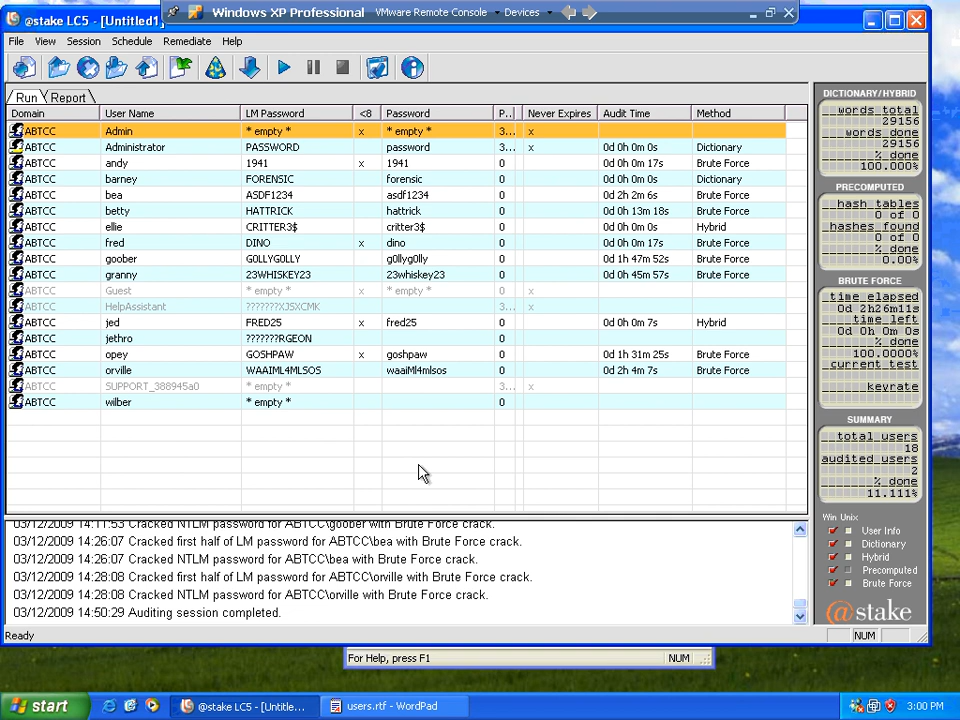 Windows XP Professional VMware Remote Console Devices
@stake LC5 - [Untitled1]
File View Session Schedule Remediate Help
Run Report
Domain User Name LM Password <8 Password P.. Never Expires Audit Time Method
ABTCC Admin * empty * x * empty * 3... x
ABTCC Administrator PASSWORD password 3... x 0d 0h 0m 0s Dictionary
ABTCC andy 1941 x 1941 0 0d 0h 0m 17s Brute Force
ABTCC barney FORENSIC forensic 0 0d 0h 0m 0s Dictionary
ABTCC bea ASDF1234 asdf1234 0 0d 2h 2m 6s Brute Force
ABTCC betty HATTRICK hattrick 0 0d 0h 13m 18s Brute Force
ABTCC ellie CRITTER3$ critter3$ 0 0d 0h 0m 0s Hybrid
ABTCC fred DINO x dino 0 0d 0h 0m 17s Brute Force
ABTCC goober G0LLYG0LLY g0llyg0lly 0 0d 1h 47m 52s Brute Force
ABTCC granny 23WHISKEY23 23whiskey23 0 0d 0h 45m 57s Brute Force
ABTCC Guest * empty * x * empty * 0 x
ABTCC HelpAssistant ???????XJSXCMK 3... x
ABTCC jed FRED25 x fred25 0 0d 0h 0m 7s Hybrid
ABTCC jethro ???????RGEON 0
ABTCC opey GOSHPAW x goshpaw 0 0d 1h 31m 25s Brute Force
ABTCC orville WAAIML4MLSOS waaiMl4mlsos 0 0d 2h 4m 7s Brute Force
ABTCC SUPPORT_388945a0 * empty * 3... x
ABTCC wilber * empty * 0
03/12/2009 14:11:53 Cracked NTLM password for ABTCC\goober with Brute Force crack.
03/12/2009 14:26:07 Cracked first half of LM password for ABTCC\bea with Brute Force crack.
03/12/2009 14:26:07 Cracked NTLM password for ABTCC\bea with Brute Force crack.
03/12/2009 14:28:08 Cracked first half of LM password for ABTCC\orville with Brute Force crack.
03/12/2009 14:28:08 Cracked NTLM password for ABTCC\orville with Brute Force crack.
03/12/2009 14:50:29 Auditing session completed.
Ready NUM
DICTIONARY/HYBRID
words total
29156
words done
29156
% done
100.000%
PRECOMPUTED
hash tables
0 of 0
hashes found
0 of 0
% done
0.00%
BRUTE FORCE
time elapsed
0d 2h26m11s
time left
0d 0h 0m 0s
% done
100.0000%
current test
keyrate
SUMMARY
total users
18
audited users
2
% done
11.111%
Win Unix
User Info
Dictionary
Hybrid
Precomputed
Brute Force
@stake
For Help, press F1 NUM
start @stake LC5 - [Untitle... users.rtf - WordPad 3:00 PM